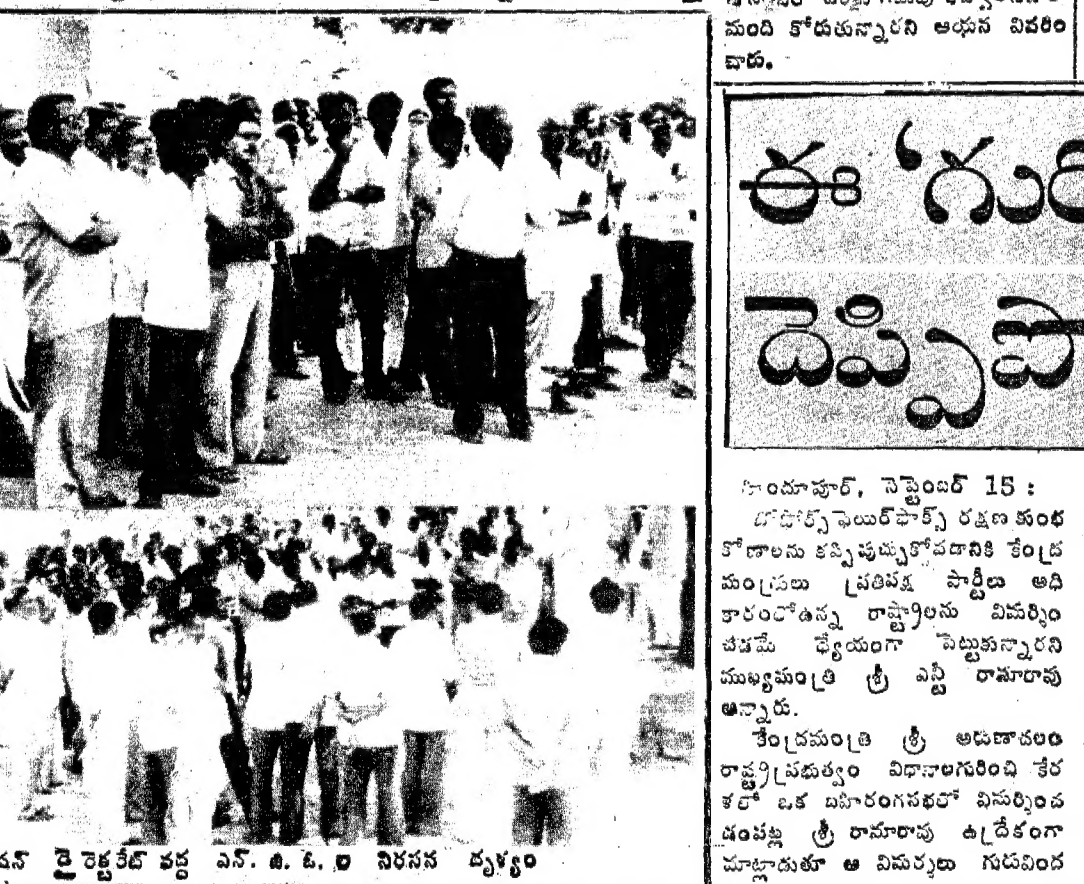 మంది కోరుతున్నారని ఆయన వివరిం
చారు.
ఈ ‘గురి
దెప్పిపొ
హిందూపూర్, సెప్టెంబర్ 15 :
బోఫోర్స్ ఫెయిర్‌ఫాక్స్ రక్షణ కుంభ
కోణాలను కప్పిపుచ్చుకోవడానికి కేంద్ర
మంత్రులు ప్రతిపక్ష పార్టీలు అధి
కారంలోఉన్న రాష్ట్రాలను విమర్శిం
చడమే ధ్యేయంగా పెట్టుకున్నారని
ముఖ్యమంత్రి శ్రీ ఎన్టీ రామారావు
అన్నారు.
కేంద్రమంత్రి శ్రీ అరుణాచలం
రాష్ట్రప్రభుత్వం విధానాలగురించి కేర
ళలో ఒక బహిరంగసభలో విమర్శించ
డంపట్ల శ్రీ రామారావు ఉద్రేకంగా
మాట్లాడుతూ ఆ విమర్శలు గుడువింద
డైరెక్టరేట్ వద్ద ఎన్. జి. ఓ. ల నిరసన దృశ్యం